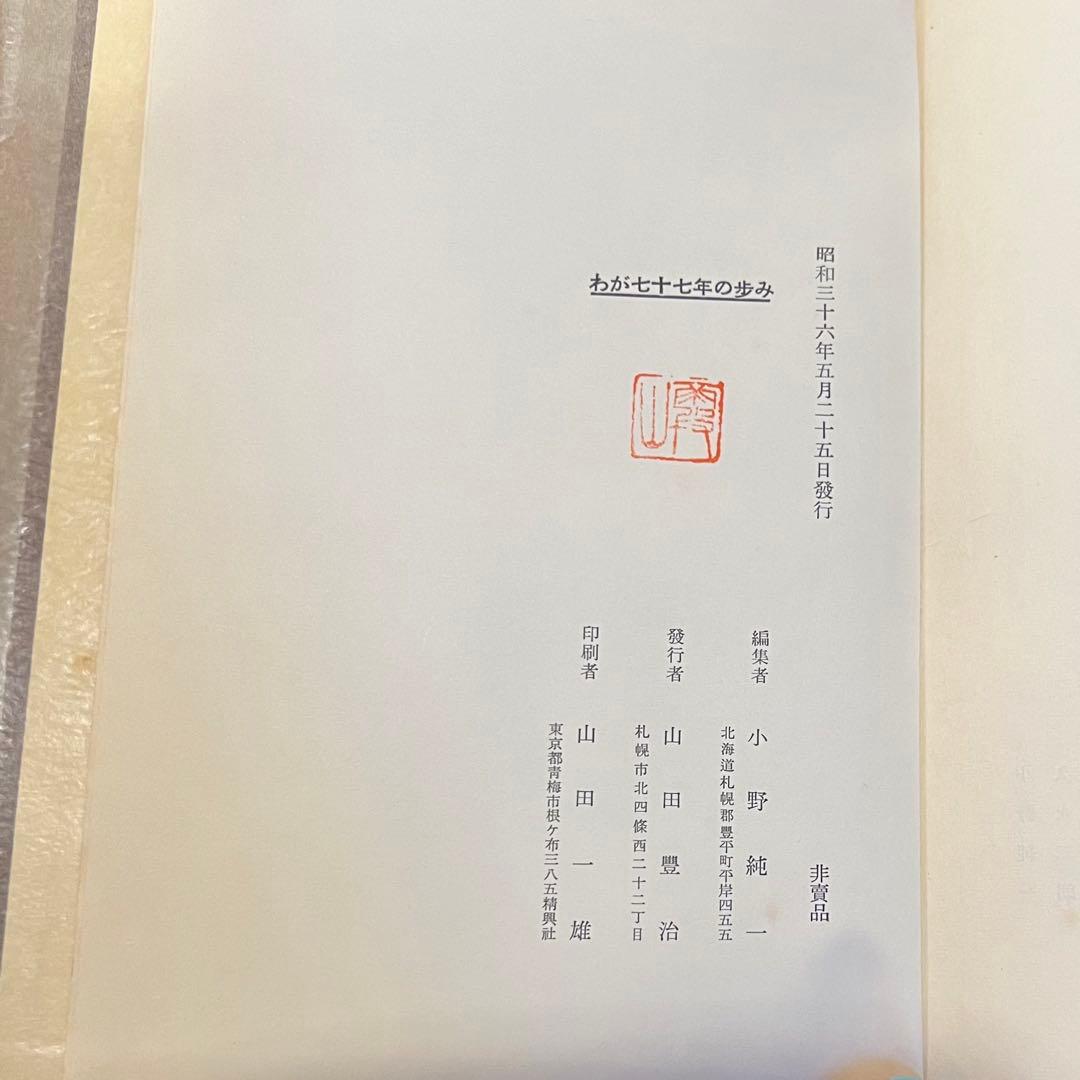 昭和三十六年五月二十五日發行
非賣品
わが七十七年の歩み
編集者 小野純一
北海道札幌郡豐平町平岸四五五
發行者 山田豐治
札幌市北四條西二十二丁目
印刷者 山田一雄
東京都青梅市根ケ布三八五精興社